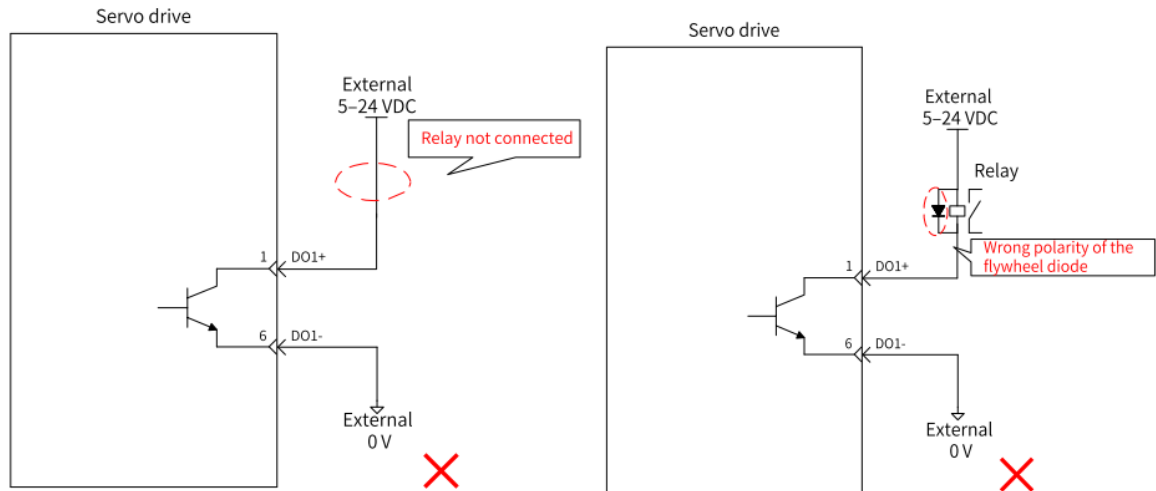 Servo drive
External
5–24 VDC
Relay not connected
1
DO1+
6
DO1-
External
0 V
Servo drive
External
5–24 VDC
Relay
Wrong polarity of the
flywheel diode
1
DO1+
6
DO1-
External
0 V